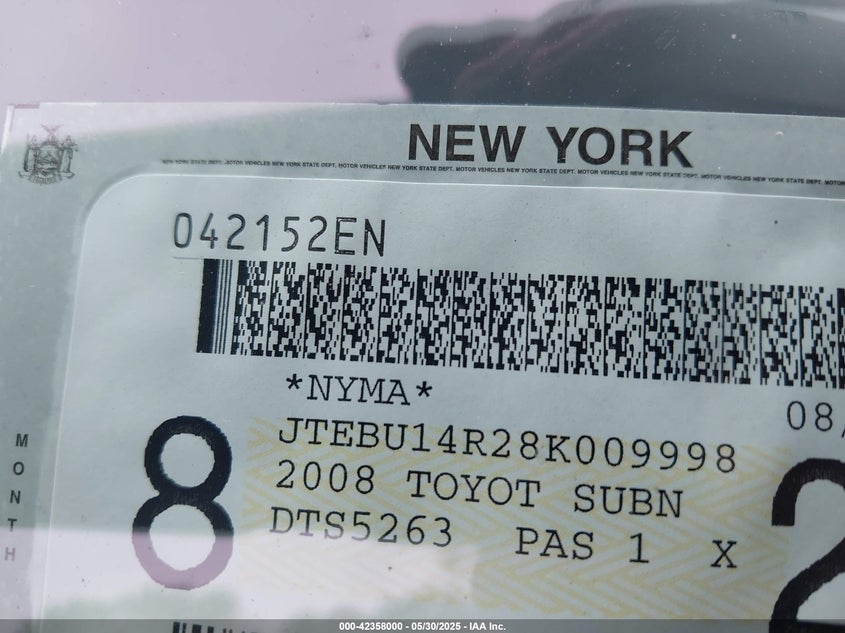 NEW YORK
NEW YORK STATE DEPT. MOTOR VEHICLES NEW YORK STATE DEPT. MOTOR VEHICLES NEW YORK STATE DEPT. MOTOR VEHICLES NEW YORK STATE DEPT. MOTOR VEHICLES NEW YORK STATE DEPT. MOTOR
042152EN
*NYMA*
08/
JTEBU14R28K009998
2008 TOYOT SUBN
DTS5263 PAS 1 X
MONTH
8
2
000-42358000 - 05/30/2025 - IAA Inc.